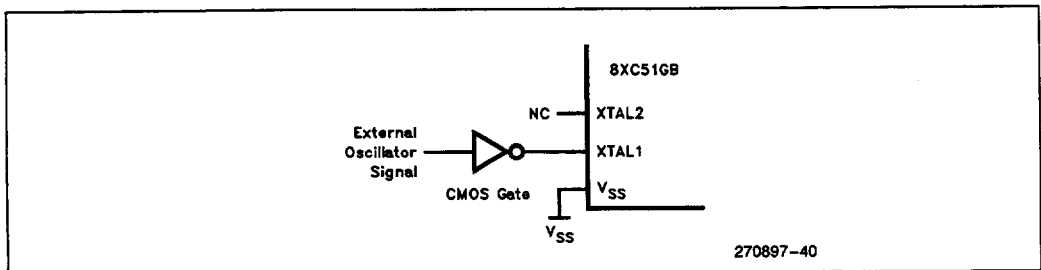 8XC51GB
NC
XTAL2
External
Oscillator
Signal
XTAL1
CMOS Gate
VSS
VSS
270897-40